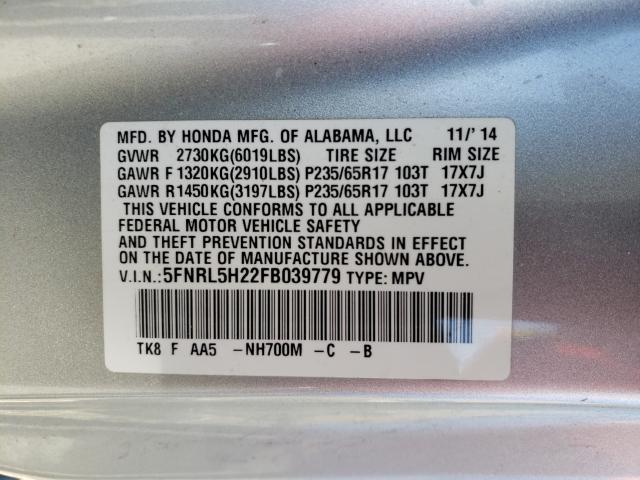 MFD. BY HONDA MFG. OF ALABAMA, LLC 11/'14
GVWR 2730KG(6019LBS) TIRE SIZE RIM SIZE
GAWR F 1320KG(2910LBS) P235/65R17 103T 17X7J
GAWR R1450KG(3197LBS) P235/65R17 103T 17X7J
THIS VEHICLE CONFORMS TO ALL APPLICABLE
FEDERAL MOTOR VEHICLE SAFETY
AND THEFT PREVENTION STANDARDS IN EFFECT
ON THE DATE OF MANUFACTURE SHOWN ABOVE.
V.I.N.: 5FNRL5H22FB039779 TYPE: MPV
TK8 F AA5 -NH700M -C -B